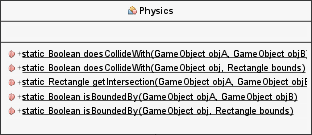 Physics
+static Boolean doesCollideWith(GameObject objA, GameObject objB)
+static Boolean doesCollideWith(GameObject obj, Rectangle bounds)
+static Rectangle getIntersection(GameObject objA, GameObject objB
+static Boolean isBoundedBy(GameObject objA, GameObject objB)
+static Boolean isBoundedBy(GameObject obj, Rectangle bounds)